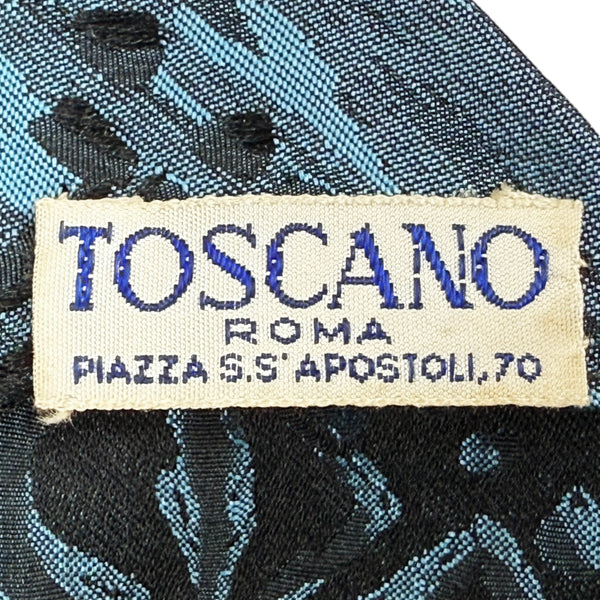 TOSCANO
ROMA
PIAZZA S.S' APOSTOLI, 70